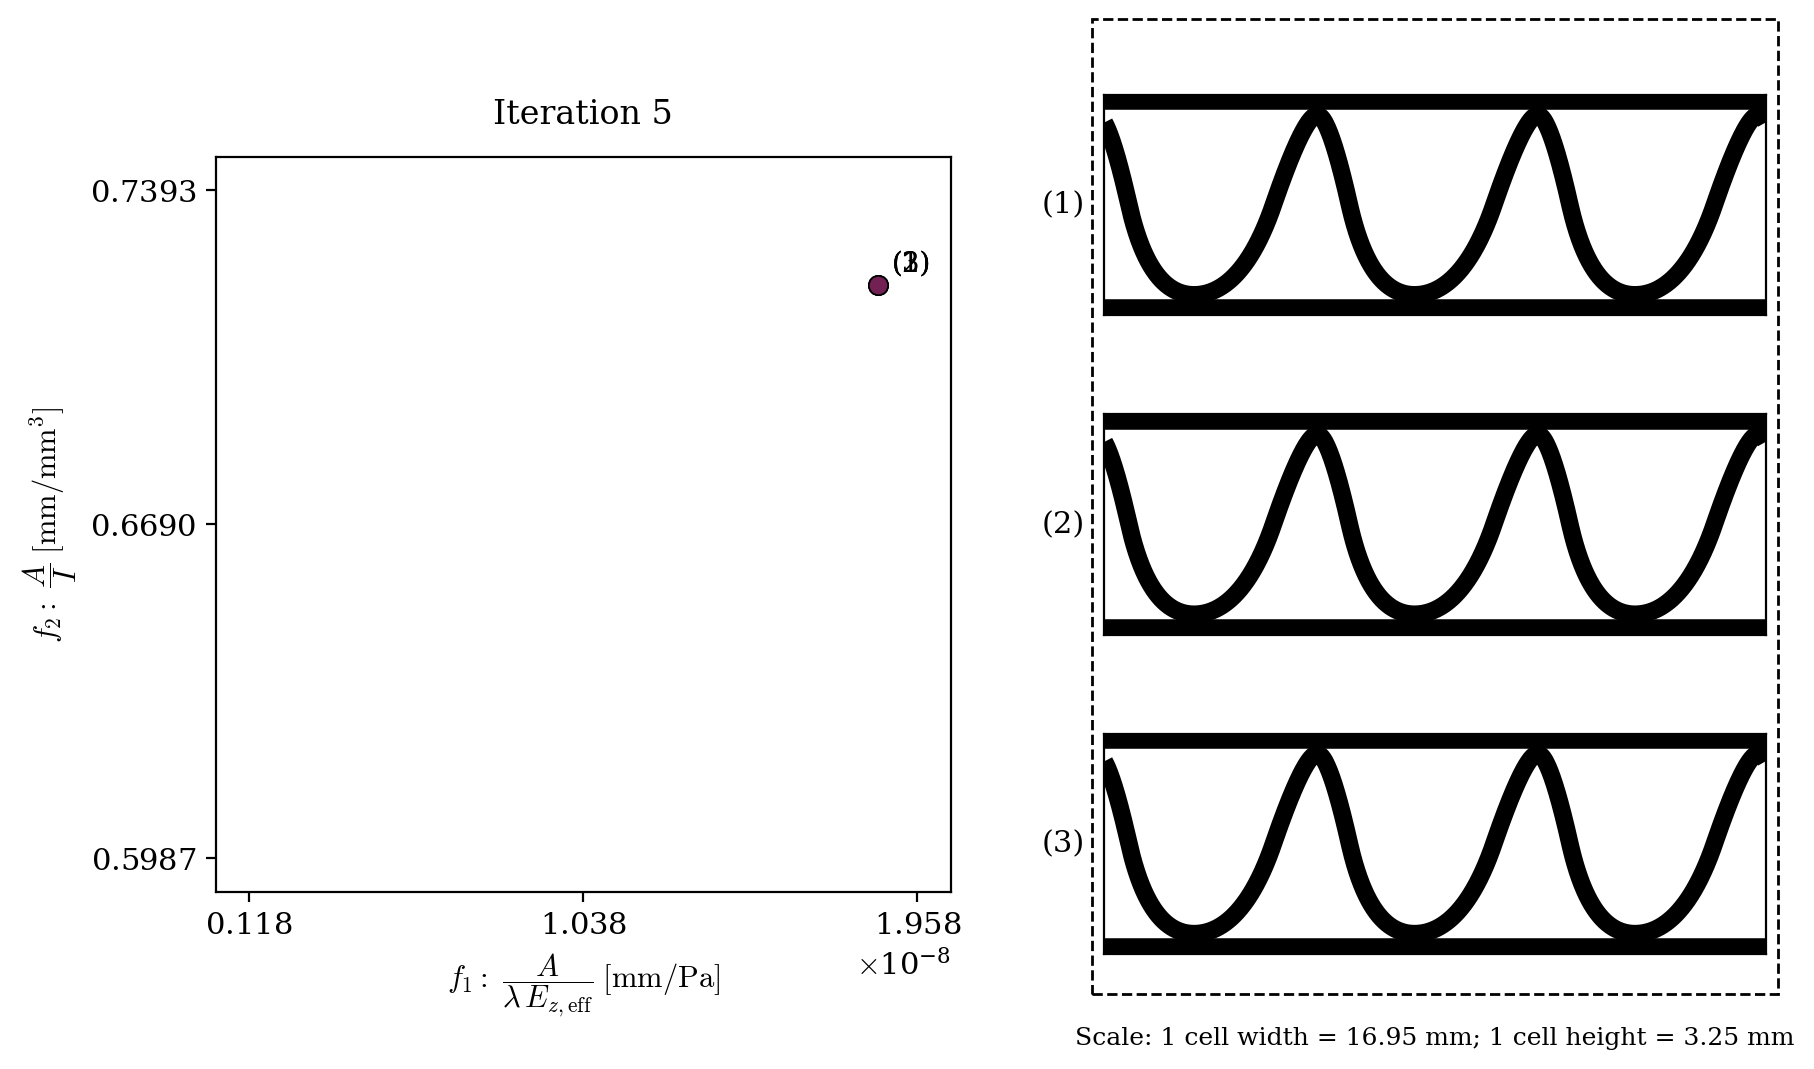 Iteration 5
0.7393
0.6690
0.5987
f₂: A/I [mm/mm³]
0.118
1.038
1.958
×10⁻⁸
f₁: A/(λ E_z,eff) [mm/Pa]
(1)
(2)
(3)
Scale: 1 cell width = 16.95 mm; 1 cell height = 3.25 mm